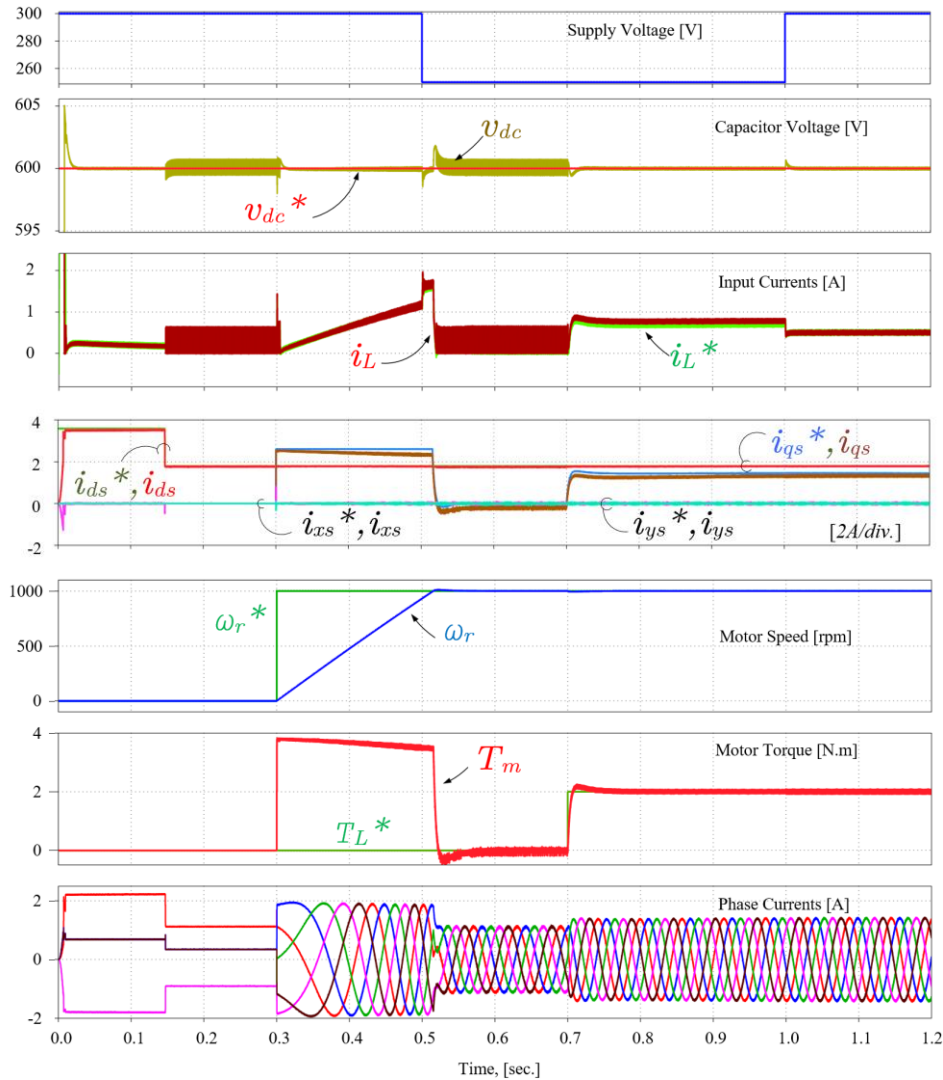 300
Supply Voltage [V]
280
260
605
v_dc
Capacitor Voltage [V]
600
v_dc*
595
2
Input Currents [A]
1
0
i_L
i_L*
4
i_qs*, i_qs
2
i_ds*, i_ds
0
i_xs*, i_xs
i_ys*, i_ys
[2A/div.]
-2
1000
ω_r*
ω_r
Motor Speed [rpm]
500
0
4
Motor Torque [N.m]
T_m
2
T_L*
0
2
Phase Currents [A]
0
-2
0.0 0.1 0.2 0.3 0.4 0.5 0.6 0.7 0.8 0.9 1.0 1.1 1.2
Time, [sec.]